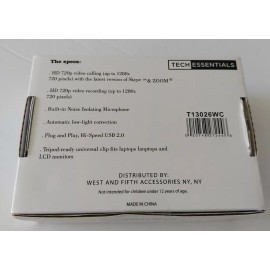 The specs:
. HD 720p video calling (up to 1280x
720 pixels) with the latest version of Skype ™& ZOOM®
. HD 720p video recording (up to 1280x
720 pixels)
. Built-in Noise Isolating Microphone
. Automatic low-light correction
. Plug and Play, Hi-Speed USB 2.0
. Tripod-ready universal clip fits laptops laoptops and
LCD monitors
TECH ESSENTIALS
T13026WC
DISTRIBUTED BY:
WEST AND FIFTH ACCESSORIES NY, NY
Not intended for children under 12 years of age.
MADE IN CHINA